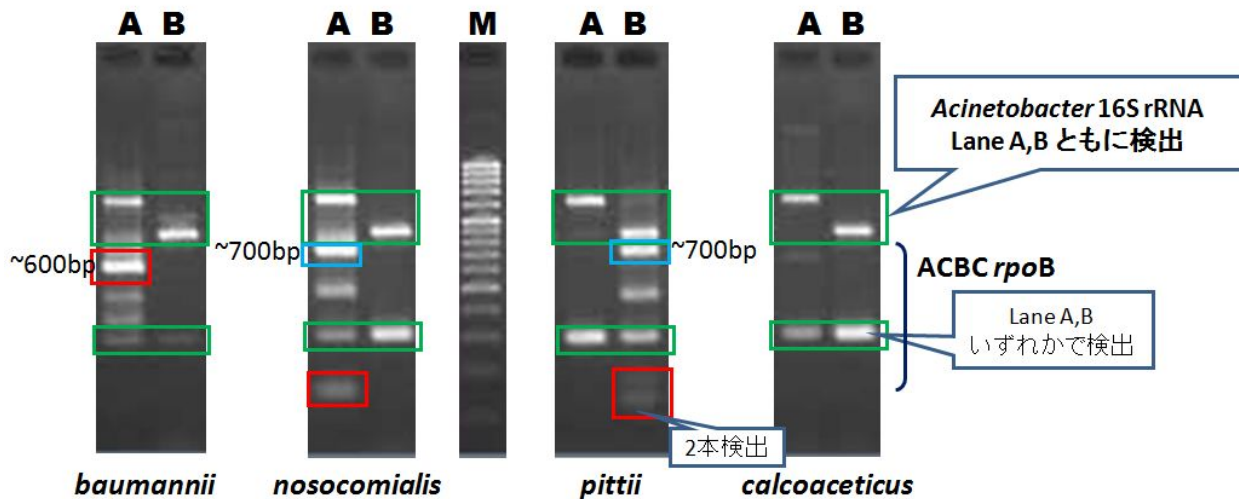 A B
A B
M
A B
A B
Acinetobacter 16S rRNA
Lane A,B ともに検出
~600bp
~700bp
~700bp
ACBC rpoB
Lane A,B
いずれかで検出
2本検出
baumannii
nosocomialis
pittii
calcoaceticus